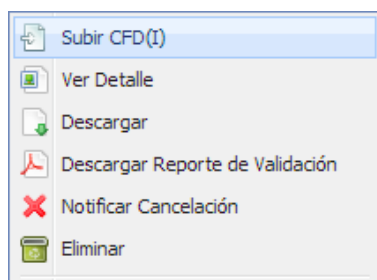 Subir CFD(I)
Ver Detalle
Descargar
Descargar Reporte de Validación
Notificar Cancelación
Eliminar